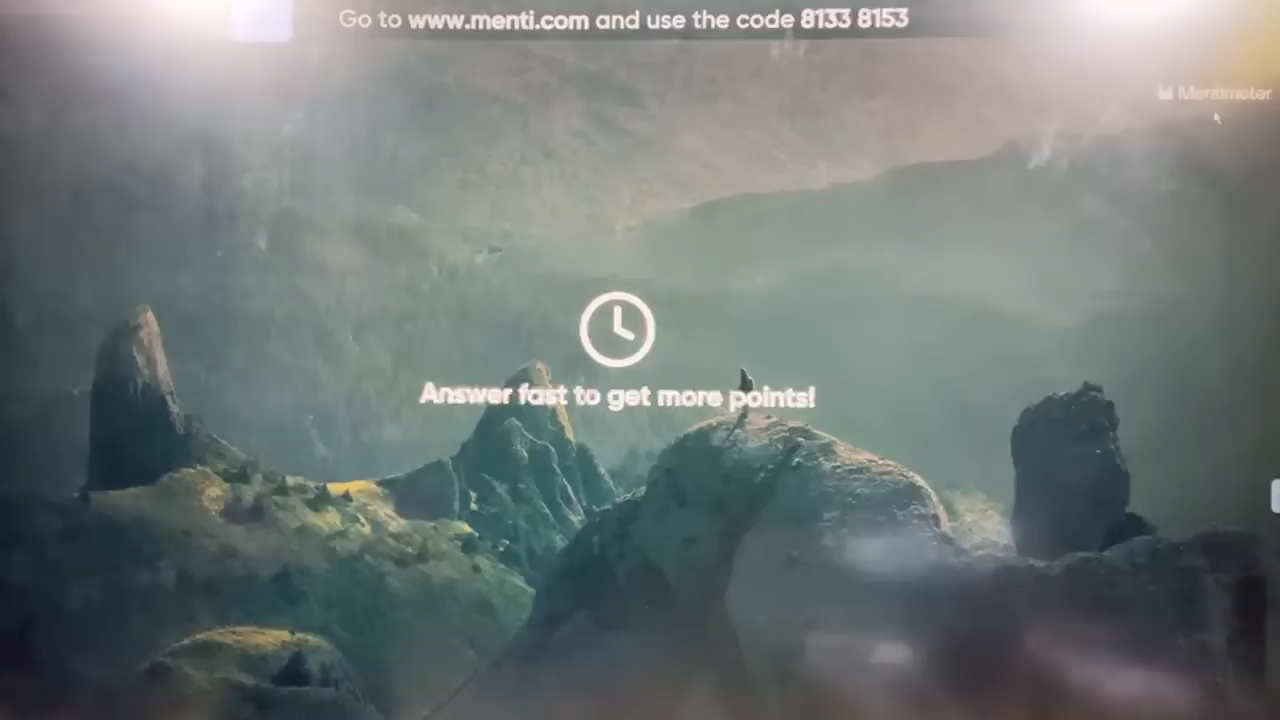 Go to www.menti.com and use the code 8133 8153
Mentimeter
Answer fast to get more points!